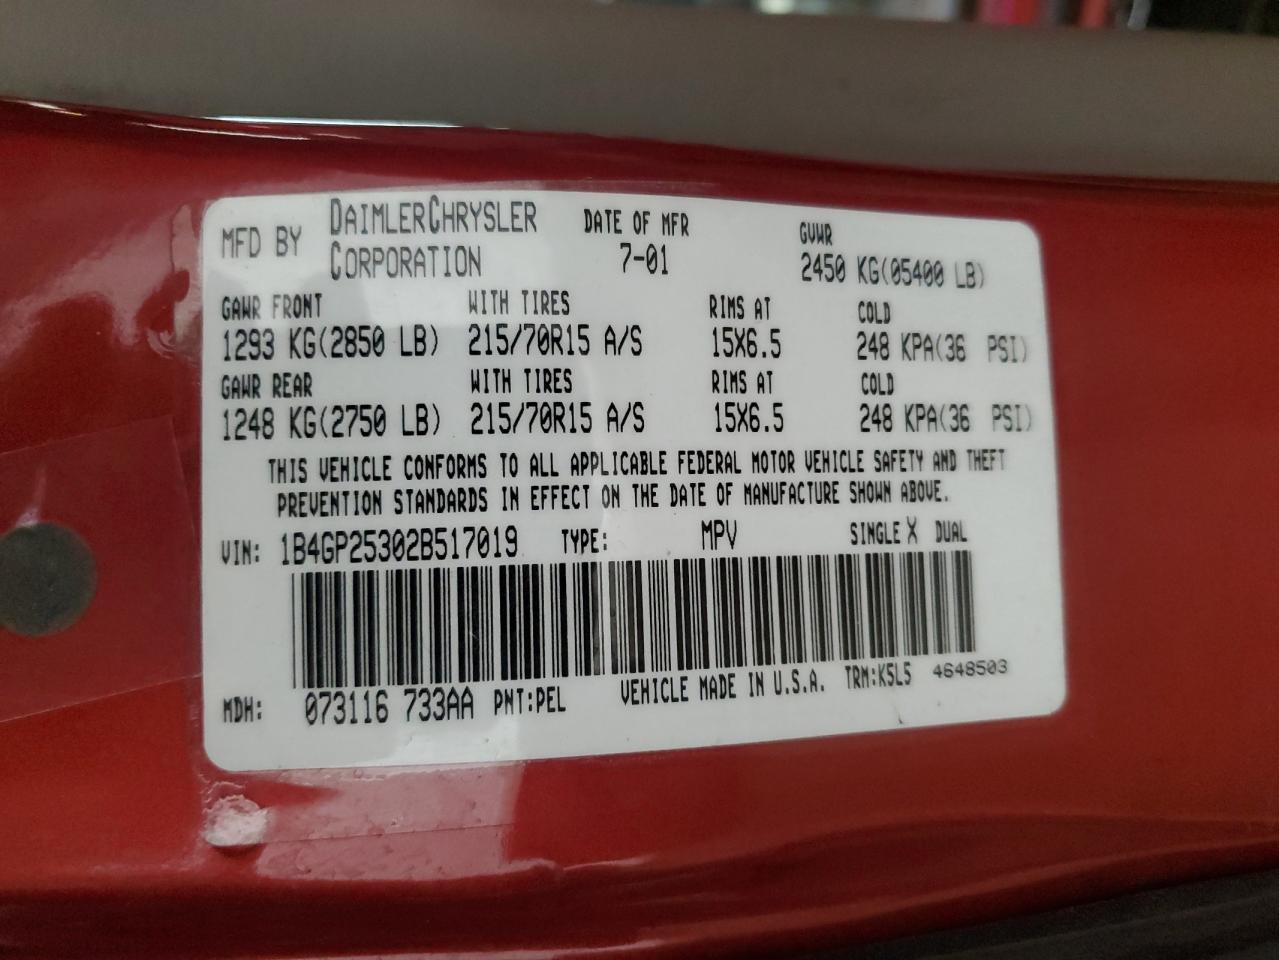 MFD BY DAIMLERCHRYSLER CORPORATION DATE OF MFR 7-01 GVWR 2450 KG(05400 LB)
GAWR FRONT WITH TIRES RIMS AT COLD
1293 KG(2850 LB) 215/70R15 A/S 15X6.5 248 KPA(36 PSI)
GAWR REAR WITH TIRES RIMS AT COLD
1248 KG(2750 LB) 215/70R15 A/S 15X6.5 248 KPA(36 PSI)
THIS VEHICLE CONFORMS TO ALL APPLICABLE FEDERAL MOTOR VEHICLE SAFETY AND THEFT
PREVENTION STANDARDS IN EFFECT ON THE DATE OF MANUFACTURE SHOWN ABOVE.
VIN: 1B4GP25302B517019 TYPE: MPV SINGLE X DUAL
MDH: 073116 733AA PNT:PEL VEHICLE MADE IN U.S.A. TRM:K5L5 4648503